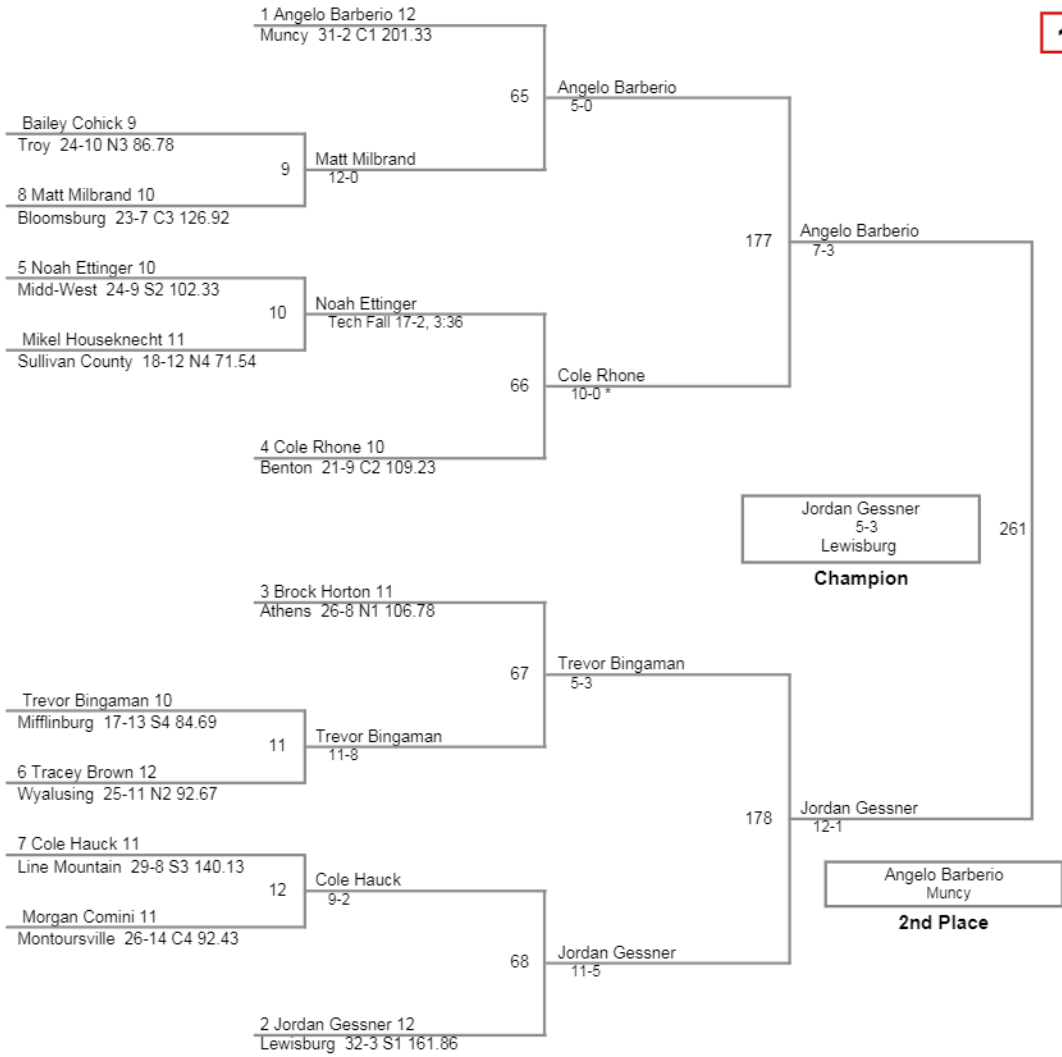 1 Angelo Barberio 12
Muncy 31-2 C1 201.33
65
Angelo Barberio
5-0
Bailey Cohick 9
Troy 24-10 N3 86.78
9
Matt Milbrand
12-0
8 Matt Milbrand 10
Bloomsburg 23-7 C3 126.92
177
Angelo Barberio
7-3
5 Noah Ettinger 10
Midd-West 24-9 S2 102.33
10
Noah Ettinger
Tech Fall 17-2, 3:36
Mikel Houseknecht 11
Sullivan County 18-12 N4 71.54
66
Cole Rhone
10-0 *
4 Cole Rhone 10
Benton 21-9 C2 109.23
Jordan Gessner
5-3
Lewisburg
Champion
261
3 Brock Horton 11
Athens 26-8 N1 106.78
67
Trevor Bingaman
5-3
Trevor Bingaman 10
Mifflinburg 17-13 S4 84.69
11
Trevor Bingaman
11-8
6 Tracey Brown 12
Wyalusing 25-11 N2 92.67
178
Jordan Gessner
12-1
7 Cole Hauck 11
Line Mountain 29-8 S3 140.13
12
Cole Hauck
9-2
Morgan Comini 11
Montoursville 26-14 C4 92.43
Angelo Barberio
Muncy
2nd Place
68
Jordan Gessner
11-5
2 Jordan Gessner 12
Lewisburg 32-3 S1 161.86